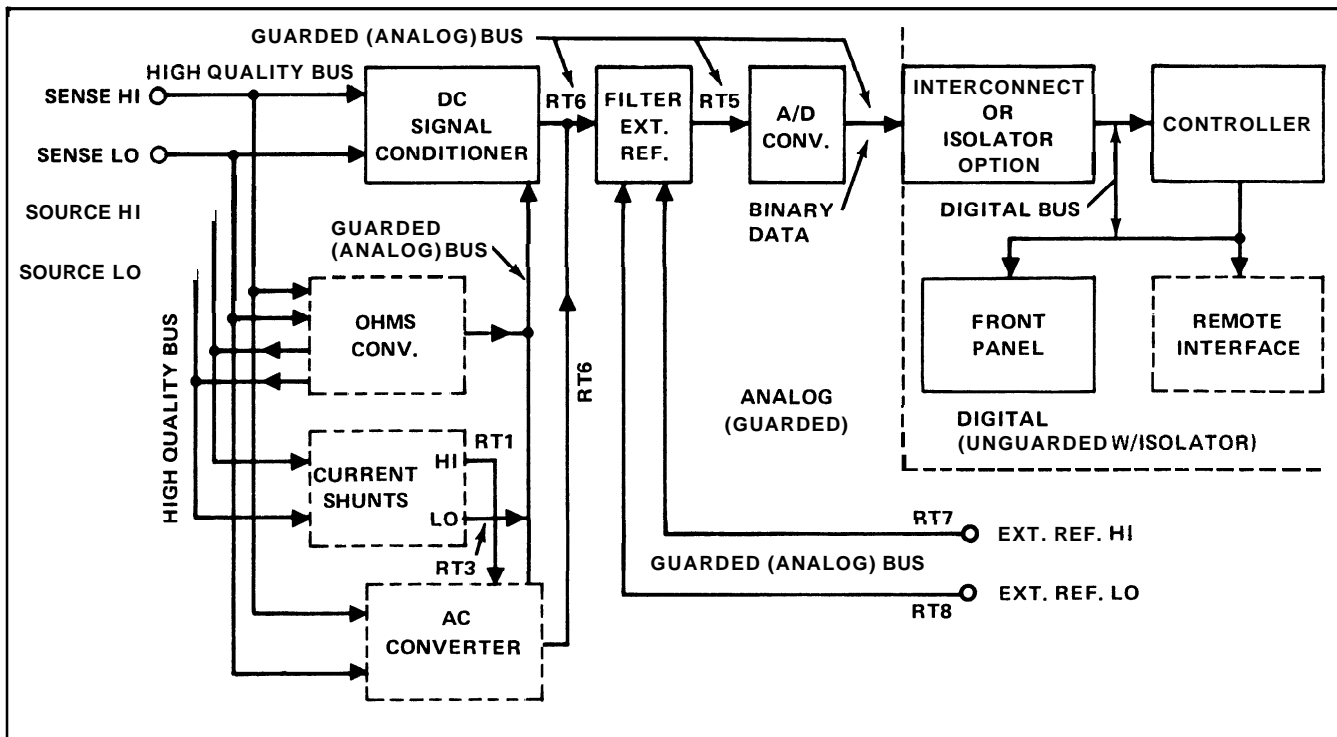 GUARDED (ANALOG) BUS
HIGH QUALITY BUS
SENSE HI
SENSE LO
SOURCE HI
SOURCE LO
DC
SIGNAL
CONDITIONER
RT6
FILTER
EXT.
REF.
RT5
A/D
CONV.
BINARY
DATA
INTERCONNECT
OR
ISOLATOR
OPTION
CONTROLLER
DIGITAL BUS
GUARDED
(ANALOG) BUS
HIGH QUALITY BUS
OHMS
CONV.
RT6
FRONT
PANEL
REMOTE
INTERFACE
ANALOG
(GUARDED)
DIGITAL
(UNGUARDED W/ISOLATOR)
RT1
HI
CURRENT
SHUNTS
LO
RT3
AC
CONVERTER
RT7
EXT. REF. HI
GUARDED (ANALOG) BUS
RT8
EXT. REF. LO